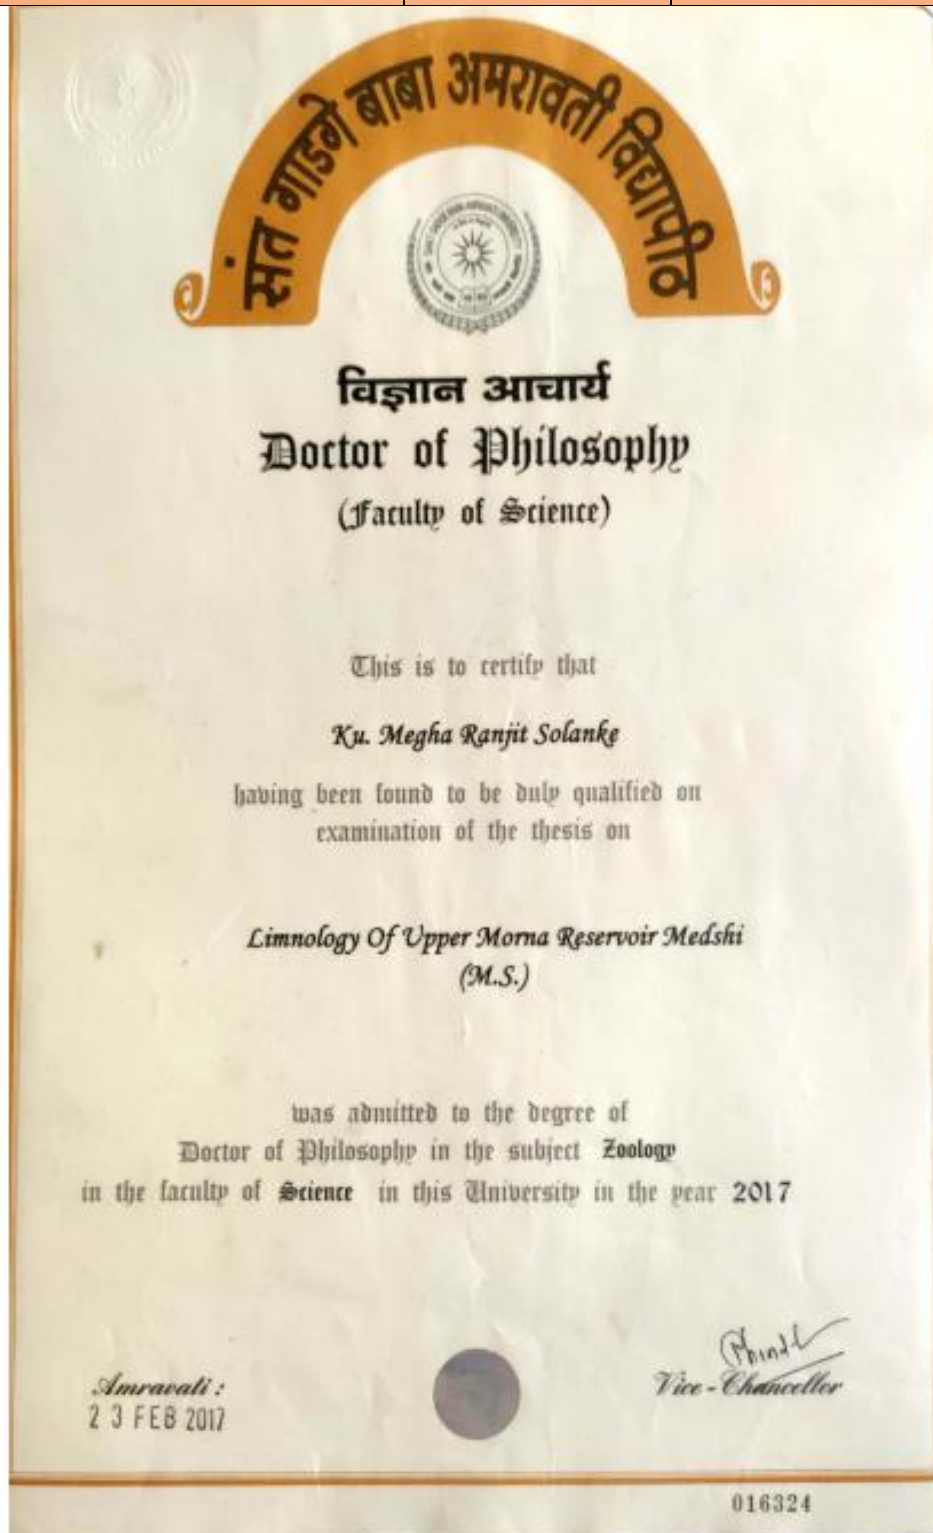 संत गाडगे बाबा अमरावती विद्यापीठ
विज्ञान आचार्य
Doctor of Philosophy
(Faculty of Science)
This is to certify that
Ku. Megha Ranjit Solanke
having been found to be duly qualified on
examination of the thesis on
Limnology Of Upper Morna Reservoir Medshi
(M.S.)
was admitted to the degree of
Doctor of Philosophy in the subject Zoology
in the faculty of Science in this University in the year 2017
Amravati :
23 FEB 2017
Vice-Chancellor
016324